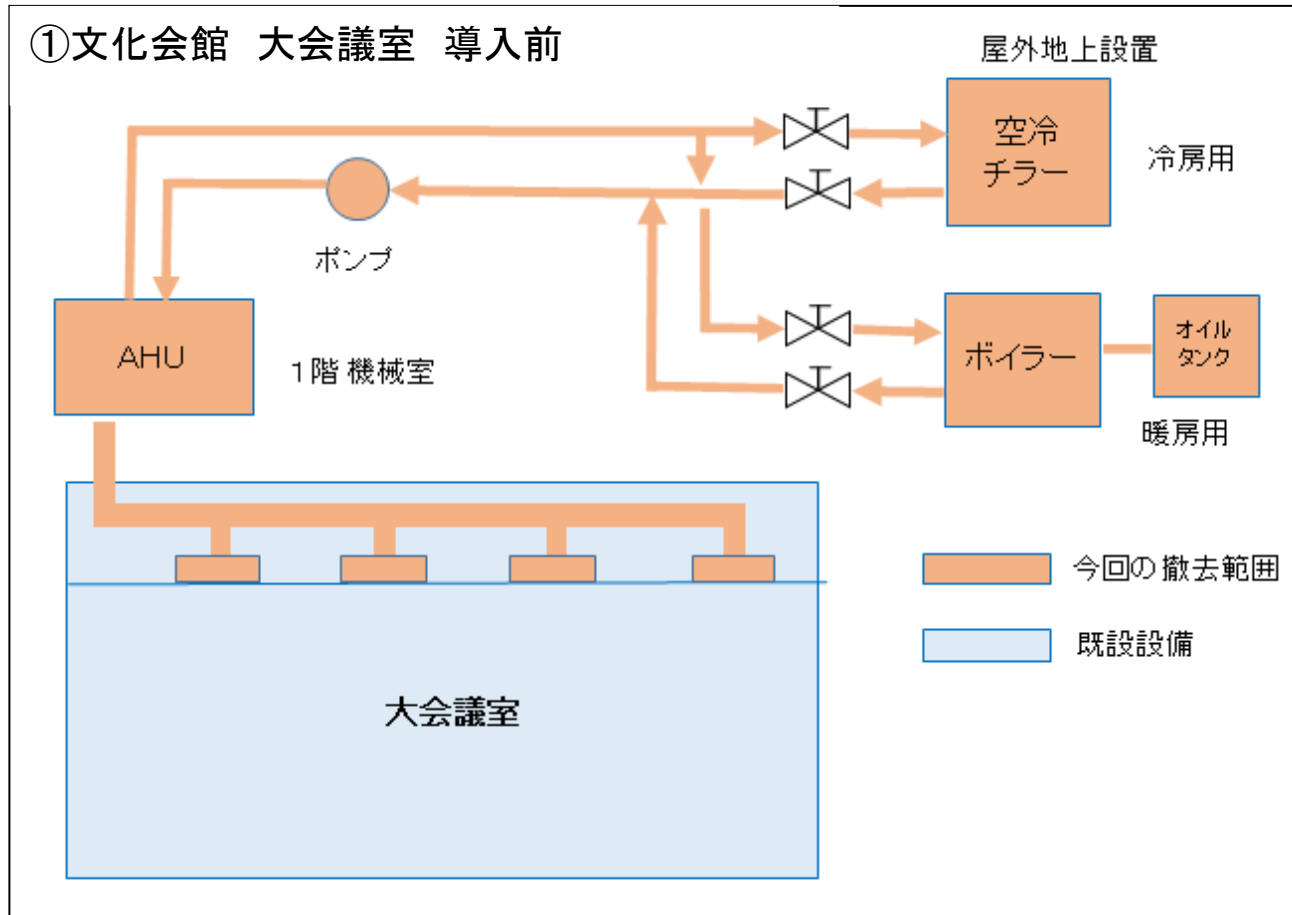 ①文化会館　大会議室　導入前
屋外地上設置
空冷
チラー
冷房用
ポンプ
AHU
1階 機械室
ボイラー
オイル
タンク
暖房用
今回の撤去範囲
既設設備
大会議室